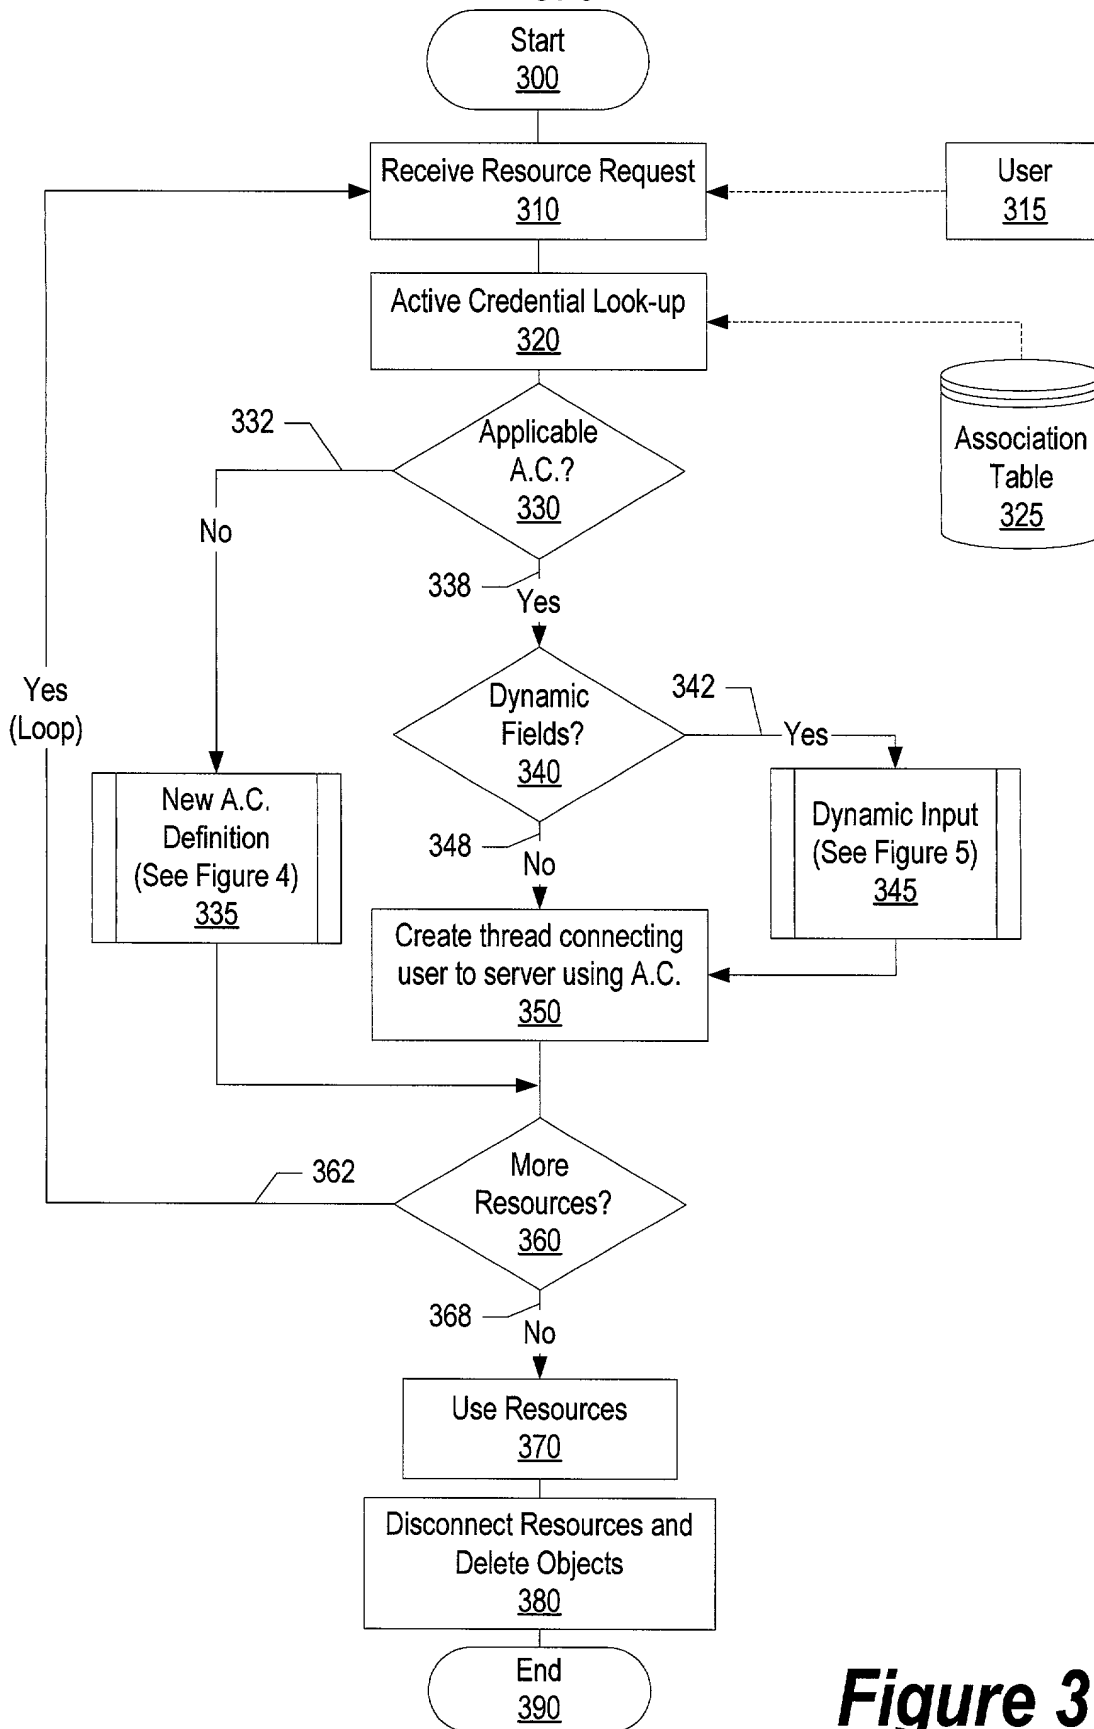 Start
300
Receive Resource Request
310
User
315
Active Credential Look-up
320
Association
Table
325
332
Applicable
A.C.?
330
No
338
Yes
Yes
(Loop)
Dynamic
Fields?
340
342
Yes
New A.C.
Definition
(See Figure 4)
335
Dynamic Input
(See Figure 5)
345
348
No
Create thread connecting
user to server using A.C.
350
362
More
Resources?
360
368
No
Use Resources
370
Disconnect Resources and
Delete Objects
380
End
390
Figure 3